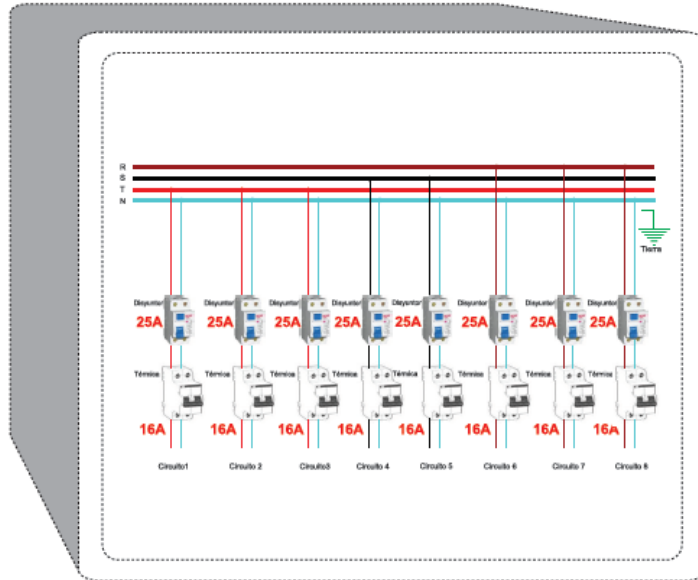 R
S
T
N
Tierra
Disyuntor Disyuntor Disyuntor Disyuntor Disyuntor Disyuntor Disyuntor Disyuntor
25A 25A 25A 25A 25A 25A 25A 25A
Térmica Térmica Térmica Térmica Térmica Térmica Térmica Térmica
16A 16A 16A 16A 16A 16A 16A 16A
Circuito1 Circuito 2 Circuito3 Circuito 4 Circuito 5 Circuito 6 Circuito 7 Circuito 8